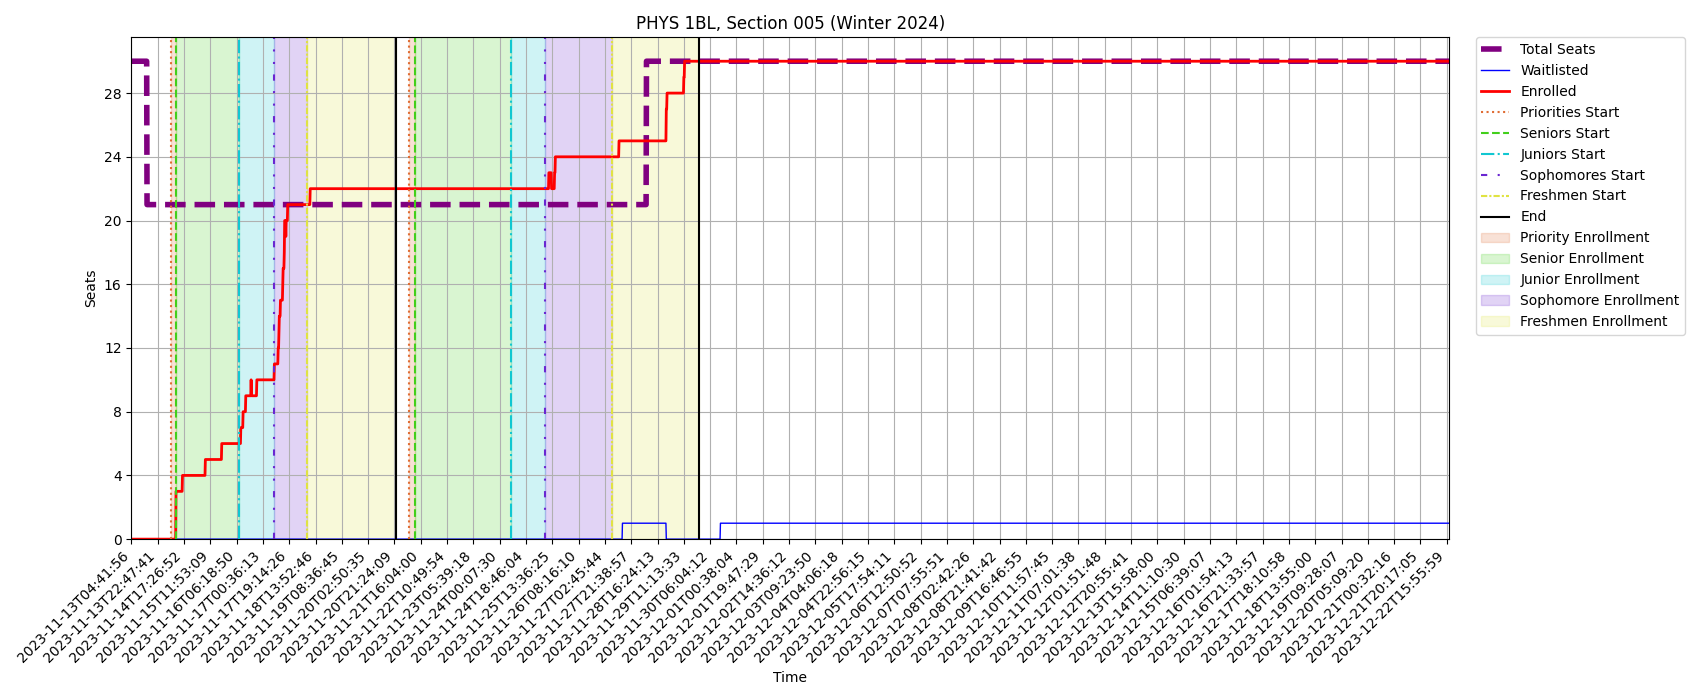 PHYS 1BL, Section 005 (Winter 2024)
Total Seats
Waitlisted
Enrolled
Priorities Start
Seniors Start
Juniors Start
Sophomores Start
Freshmen Start
End
Priority Enrollment
Senior Enrollment
Junior Enrollment
Sophomore Enrollment
Freshmen Enrollment
Seats
28
24
20
16
12
8
4
0
2023-11-13T04:41:56
2023-11-13T22:47:41
2023-11-14T17:26:52
2023-11-15T11:53:09
2023-11-16T06:18:50
2023-11-17T00:36:13
2023-11-17T19:14:26
2023-11-18T13:52:46
2023-11-19T08:36:45
2023-11-20T02:50:35
2023-11-20T21:24:09
2023-11-21T16:04:00
2023-11-22T10:49:54
2023-11-23T05:39:18
2023-11-24T00:07:30
2023-11-24T18:46:04
2023-11-25T13:36:25
2023-11-26T08:16:10
2023-11-27T02:45:44
2023-11-27T21:38:57
2023-11-28T16:24:13
2023-11-29T11:13:33
2023-11-30T06:04:12
2023-12-01T00:38:04
2023-12-01T19:47:29
2023-12-02T14:36:12
2023-12-03T09:23:50
2023-12-04T04:06:18
2023-12-04T22:56:15
2023-12-05T17:54:11
2023-12-06T12:50:52
2023-12-07T07:55:51
2023-12-08T02:42:26
2023-12-08T21:41:42
2023-12-09T16:46:55
2023-12-10T11:57:45
2023-12-11T07:01:38
2023-12-12T01:51:48
2023-12-12T20:55:41
2023-12-13T15:58:00
2023-12-14T11:10:30
2023-12-15T06:39:07
2023-12-16T01:54:13
2023-12-16T21:33:57
2023-12-17T18:10:58
2023-12-18T13:55:00
2023-12-19T09:28:07
2023-12-20T05:09:20
2023-12-21T00:32:16
2023-12-21T20:17:05
2023-12-22T15:55:59
Time